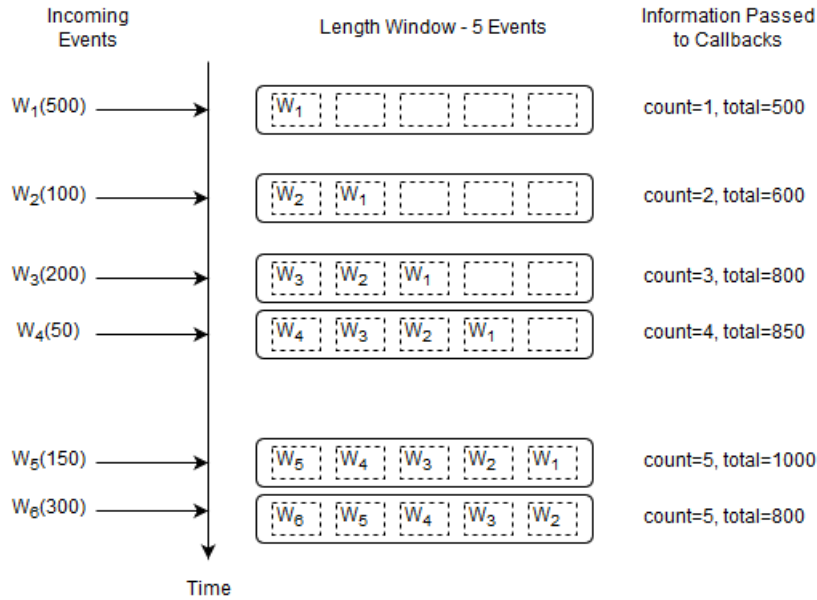 Incoming
Events
Length Window - 5 Events
Information Passed
to Callbacks
W₁(500)
W₁
count=1, total=500
W₂(100)
W₂ W₁
count=2, total=600
W₃(200)
W₃ W₂ W₁
count=3, total=800
W₄(50)
W₄ W₃ W₂ W₁
count=4, total=850
W₅(150)
W₅ W₄ W₃ W₂ W₁
count=5, total=1000
W₆(300)
W₆ W₅ W₄ W₃ W₂
count=5, total=800
Time